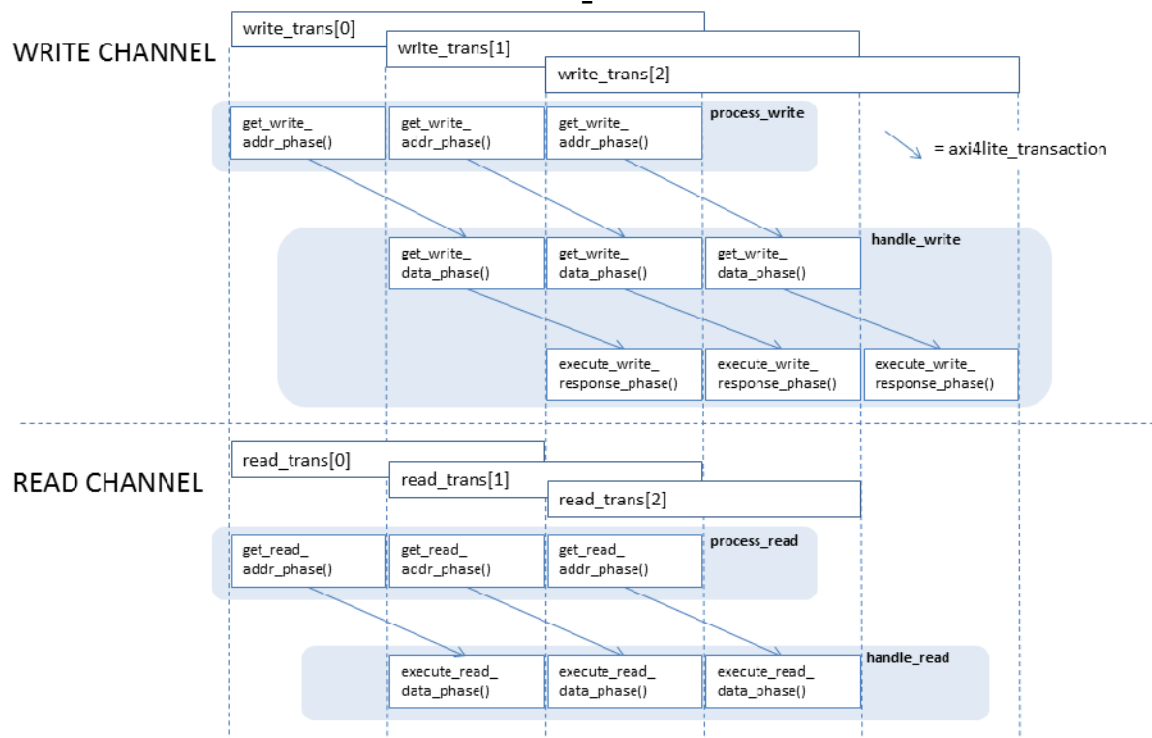 write_trans[0]
WRITE CHANNEL
write_trans[1]
write_trans[2]
process_write
get_write_
addr_phase()
get_write_
acdr_phase()
get_write_
addr_phase()
= axi4lite_transaction
handle_write
get_write_
data_phase()
get_write_
data_phase()
get_write_
data_phase()
execute_write_
response_phase()
execute_write_
response_phase()
execute_write_
response_phase()
read_trans[0]
READ CHANNEL
read_trans[1]
read_trans[2]
process_read
get_read_
addr_phase()
get_read_
acdr_phase()
get_read_
addr_phase()
handle_read
execute_read_
data_phase()
execute_read_
data_phase()
execute_read_
data_phase()